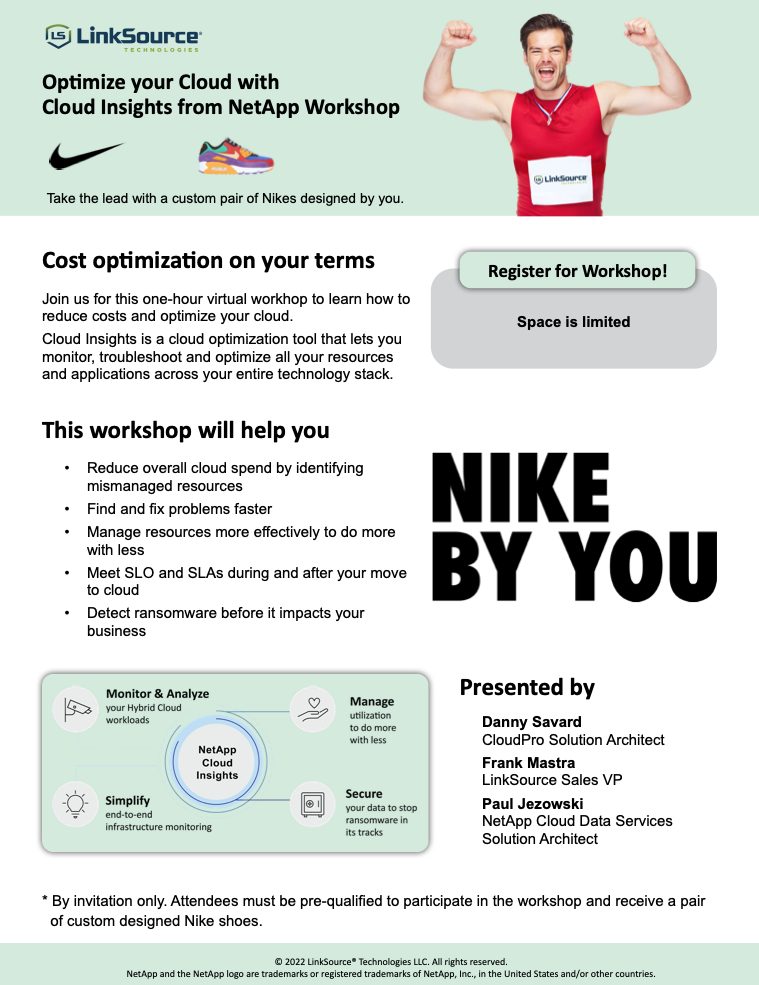 LS LinkSource®
TECHNOLOGIES
Optimize your Cloud with
Cloud Insights from NetApp Workshop
Take the lead with a custom pair of Nikes designed by you.
LinkSource
TECHNOLOGIES
Cost optimization on your terms
Join us for this one-hour virtual workhop to learn how to
reduce costs and optimize your cloud.
Cloud Insights is a cloud optimization tool that lets you
monitor, troubleshoot and optimize all your resources
and applications across your entire technology stack.
Register for Workshop!
Space is limited
This workshop will help you
• Reduce overall cloud spend by identifying
mismanaged resources
• Find and fix problems faster
• Manage resources more effectively to do more
with less
• Meet SLO and SLAs during and after your move
to cloud
• Detect ransomware before it impacts your
business
NIKE
BY YOU
Monitor & Analyze
your Hybrid Cloud
workloads
Manage
utilization
to do more
with less
NetApp
Cloud
Insights
Simplify
end-to-end
infrastructure monitoring
Secure
your data to stop
ransomware in
its tracks
Presented by
Danny Savard
CloudPro Solution Architect
Frank Mastra
LinkSource Sales VP
Paul Jezowski
NetApp Cloud Data Services
Solution Architect
* By invitation only. Attendees must be pre-qualified to participate in the workshop and receive a pair
of custom designed Nike shoes.
© 2022 LinkSource® Technologies LLC. All rights reserved.
NetApp and the NetApp logo are trademarks or registered trademarks of NetApp, Inc., in the United States and/or other countries.